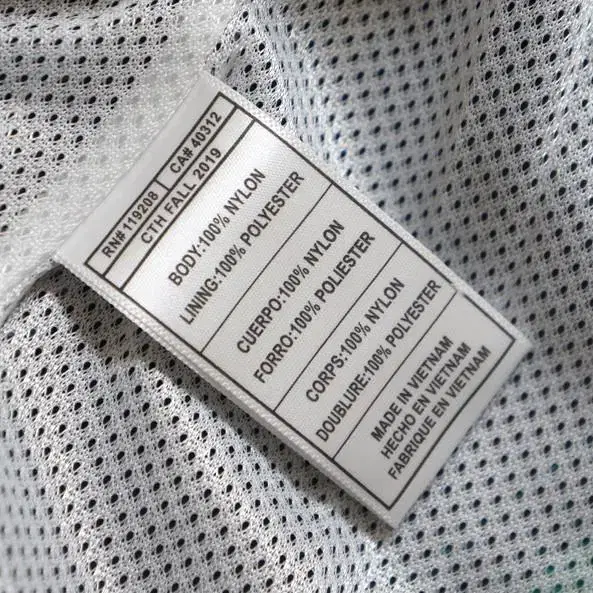 RN# 119208 CA# 40312
CTH FALL 2019
BODY:100% NYLON
LINING:100% POLYESTER
CUERPO:100% NYLON
FORRO:100% POLIESTER
CORPS:100% NYLON
DOUBLURE:100% POLYESTER
MADE IN VIETNAM
HECHO EN VIETNAM
FABRIQUE EN VIETNAM